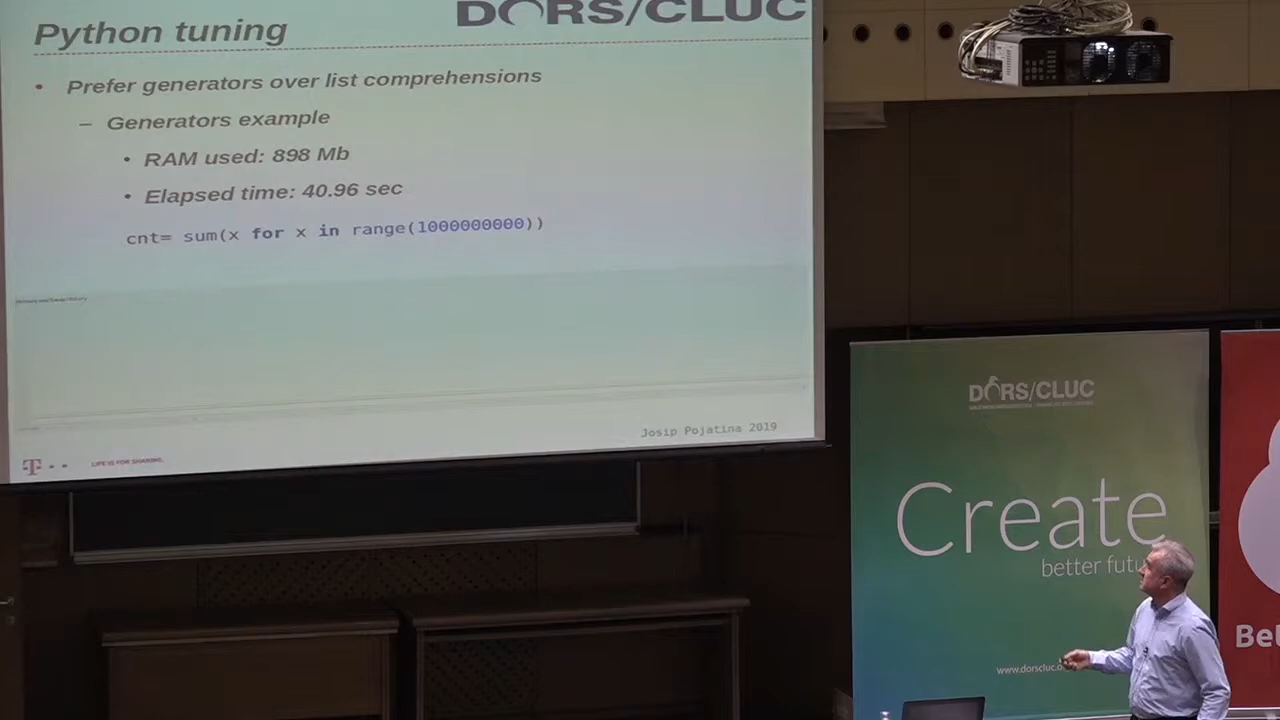 Python tuning
DORS/CLUC
• Prefer generators over list comprehensions
– Generators example
• RAM used: 898 Mb
• Elapsed time: 40.96 sec
cnt= sum(x for x in range(1000000000))
Josip Pojatina 2019
T
LIFE IS FOR SHARING.
DORS/CLUC
Create
better futu
www.dorscluc.o
Bel